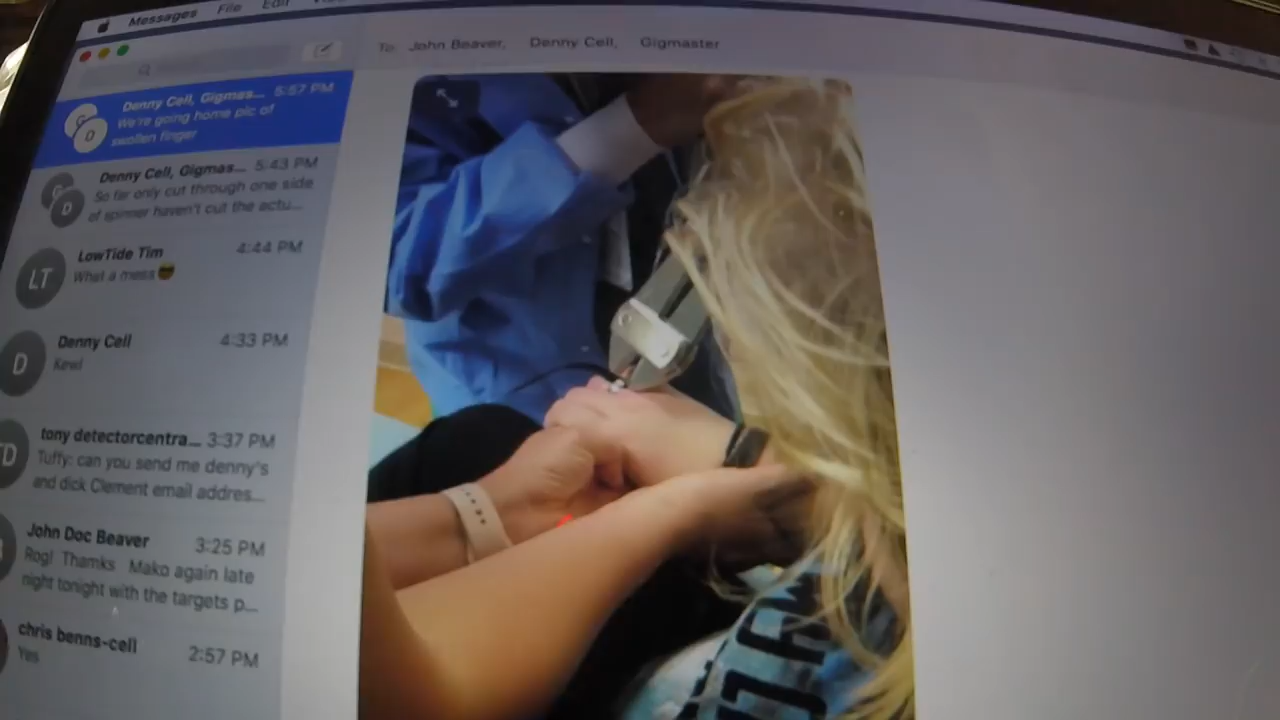 Messages File Edit
To: John Beaver, Denny Cell, Gigmaster
Denny Cell, Gigmas... 5:57 PM
We're going home pic of
swollen finger
Denny Cell, Gigmas... 5:43 PM
So far only cut through one side
of spinner haven't cut the actu...
D
LT
LowTide Tim 4:44 PM
What a mess😎
D
Denny Cell 4:33 PM
Kewl
TD
tony detectorcentra... 3:37 PM
Tuffy: can you send me denny's
and dick Clement email addres...
John Doc Beaver 3:25 PM
Rog! Thanks Mako again late
night tonight with the targets p...
chris benns-cell 2:57 PM
Yes